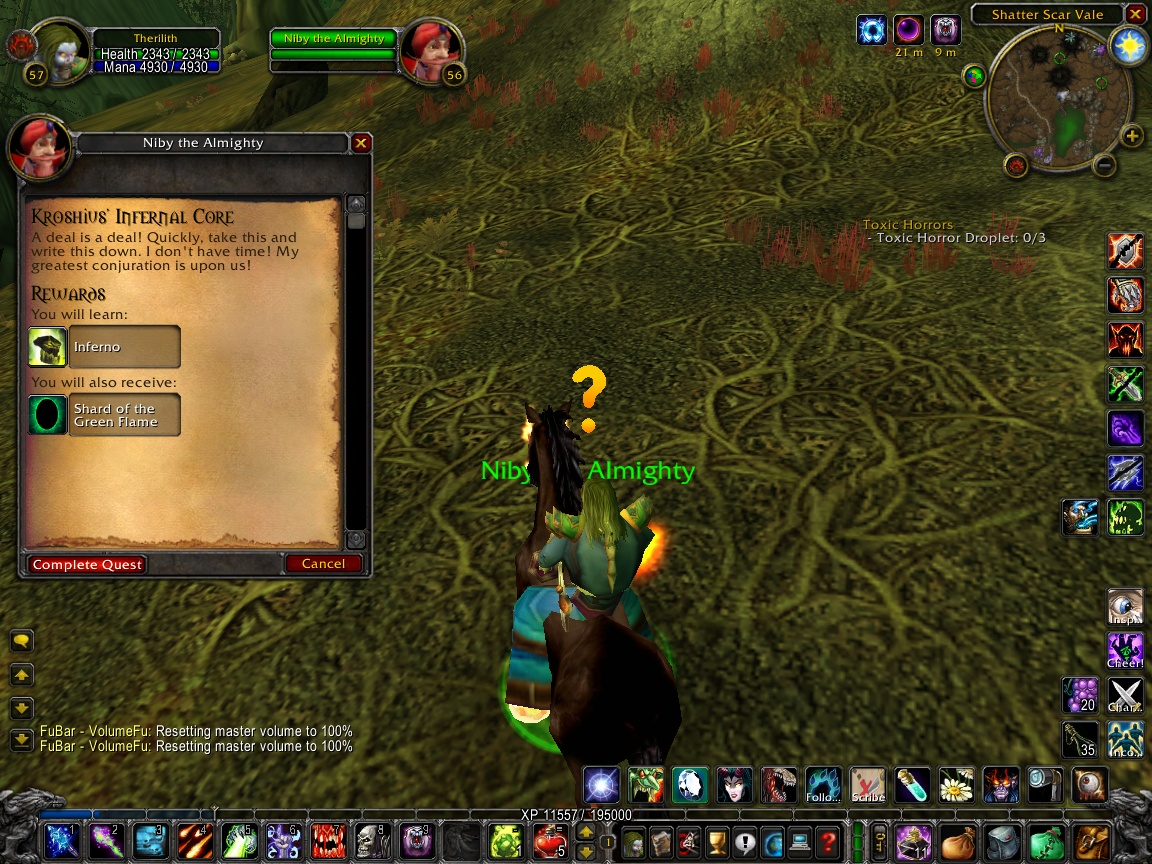 Therilith
Health 2343 / 2343
Mana 4930 / 4930
57
Niby the Almighty
56
21 m
9 m
Shatter Scar Vale
N
Niby the Almighty
Kroshius' Infernal Core
A deal is a deal! Quickly, take this and
write this down. I don't have time! My
greatest conjuration is upon us!
Rewards
You will learn:
Inferno
You will also receive:
Shard of the
Green Flame
Complete Quest
Cancel
Toxic Horrors
- Toxic Horror Droplet: 0/3
Niby Almighty
Cheer!
20
Char..
35
FuBar - VolumeFu: Resetting master volume to 100%
FuBar - VolumeFu: Resetting master volume to 100%
Follo...
Scribe
XP 11557 / 195000
1 2 3 4 5 6 7 8 9
5
1
11